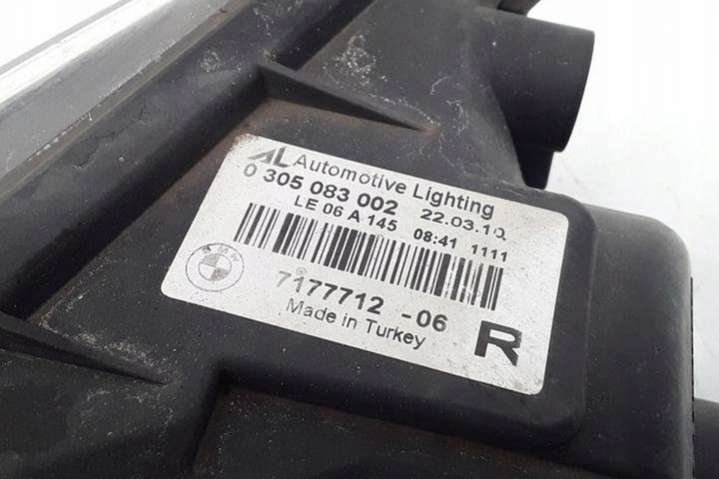 AL Automotive Lighting
0 305 083 002 22.03.10
LE 06 A 145 08:41 1111
BMW
7177712 -06
Made in Turkey
R